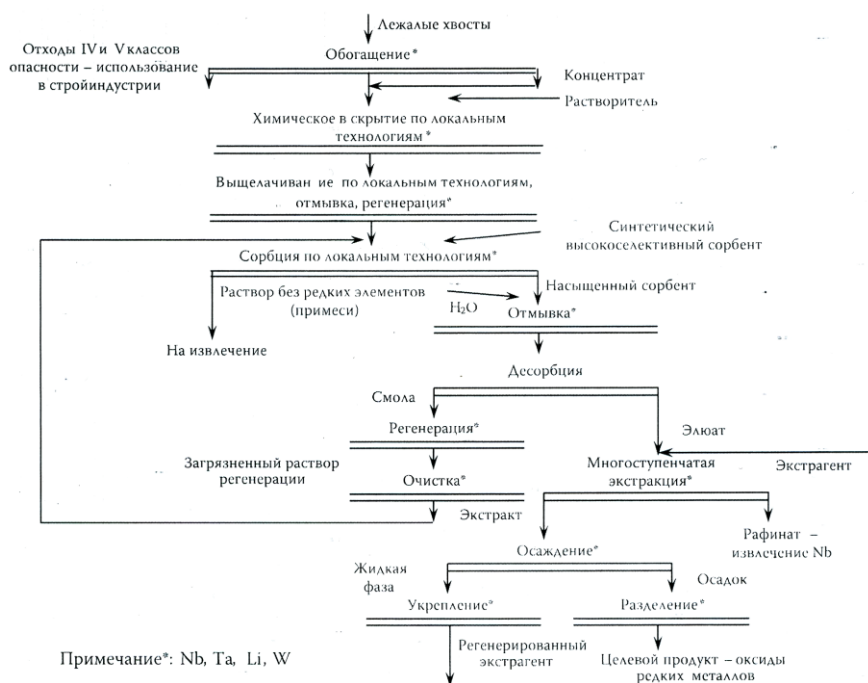 Лежалые хвосты
Отходы IV и V классов
опасности – использование
в стройиндустрии
Обогащение*
Концентрат
Растворитель
Химическое в скрытие по локальным
технологиям*
Выщелачиван ие по локальным технологиям,
отмывка, регенерация*
Синтетический
высокоселективный сорбент
Сорбция по локальным технологиям*
Насыщенный сорбент
Раствор без редких элементов
(примеси)
H₂O
Отмывка*
На извлечение
Десорбция
Смола
Элюат
Регенерация*
Экстрагент
Загрязненный раствор
регенерации
Многоступенчатая
экстракция*
Очистка*
Экстракт
Рафинат –
извлечение Nb
Осаждение*
Жидкая
фаза
Осадок
Укрепление*
Разделение*
Регенерированный
экстрагент
Целевой продукт – оксиды
редких металлов
Примечание*: Nb, Ta, Li, W